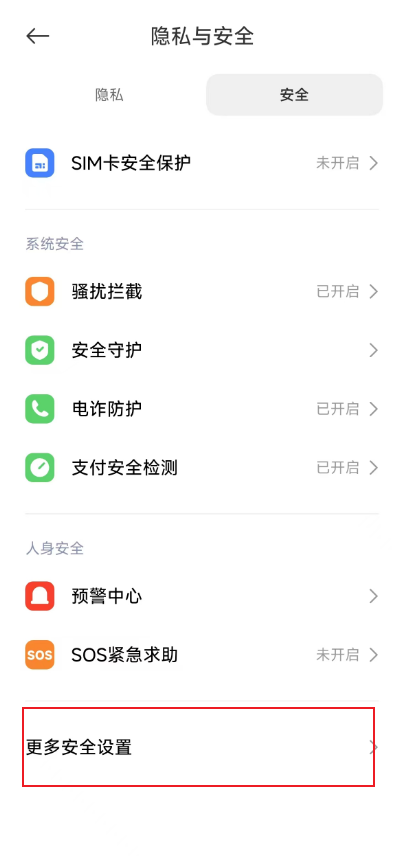 隐私与安全
隐私 安全
SIM卡安全保护 未开启
系统安全
骚扰拦截 已开启
安全守护
电诈防护 已开启
支付安全检测 已开启
人身安全
预警中心
SOS SOS紧急求助 未开启
更多安全设置